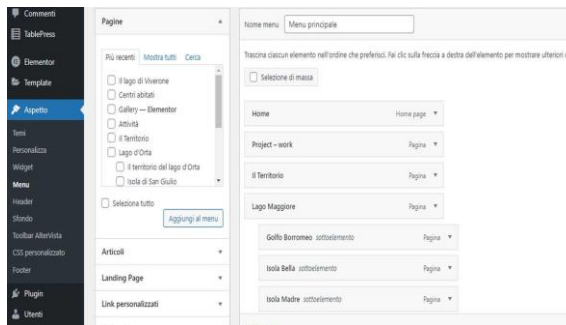 Commenti
TablePress
Elementor
Template
Aspetto
Temi
Personalizza
Widget
Menu
Header
Sfondo
Toolbar AlterVista
CSS personalizzato
Footer
Plugin
Utenti
Pagine
Più recenti Mostra tutti Cerca
Il lago di Viverone
Centri abitati
Gallery — Elementor
Attività
Il Territorio
Lago d'Orta
Il territorio del lago d'Orta
Isola di San Giulio
Seleziona tutto
Aggiungi al menu
Articoli
Landing Page
Link personalizzati
Nome menu Menu principale
Trascina ciascun elemento nell'ordine che preferisci. Fai clic sulla freccia a destra dell'elemento per mostrare ulteriori
Selezione di massa
Home Home page
Project – work Pagina
Il Territorio Pagina
Lago Maggiore Pagina
Golfo Borromeo sottoelemento Pagina
Isola Bella sottoelemento Pagina
Isola Madre sottoelemento Pagina